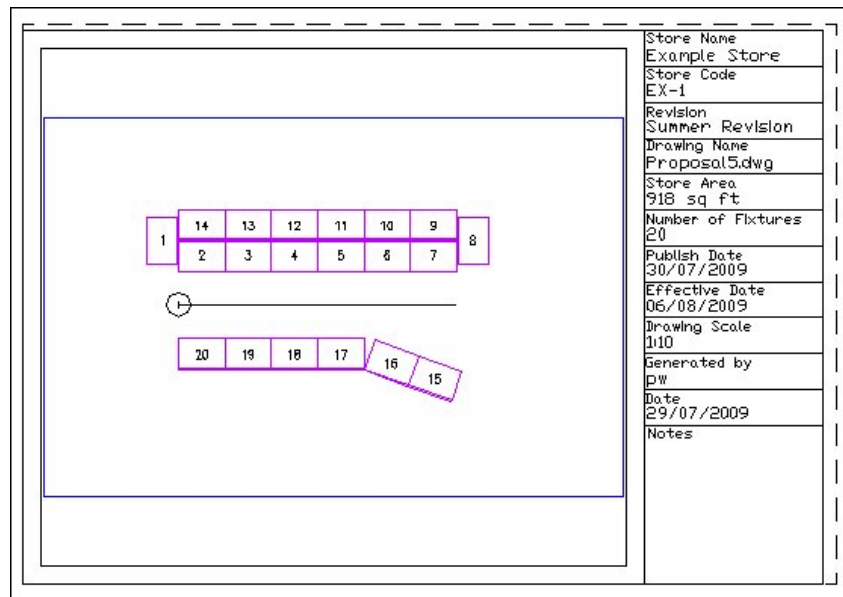 14 13 12 11 10 9
1 8
2 3 4 5 6 7
20 19 18 17 16 15
Store Name
Example Store
Store Code
EX-1
Revision
Summer Revision
Drawing Name
Proposal5.dwg
Store Area
918 sq ft
Number of Fixtures
20
Publish Date
30/07/2009
Effective Date
06/08/2009
Drawing Scale
1:10
Generated by
pw
Date
29/07/2009
Notes